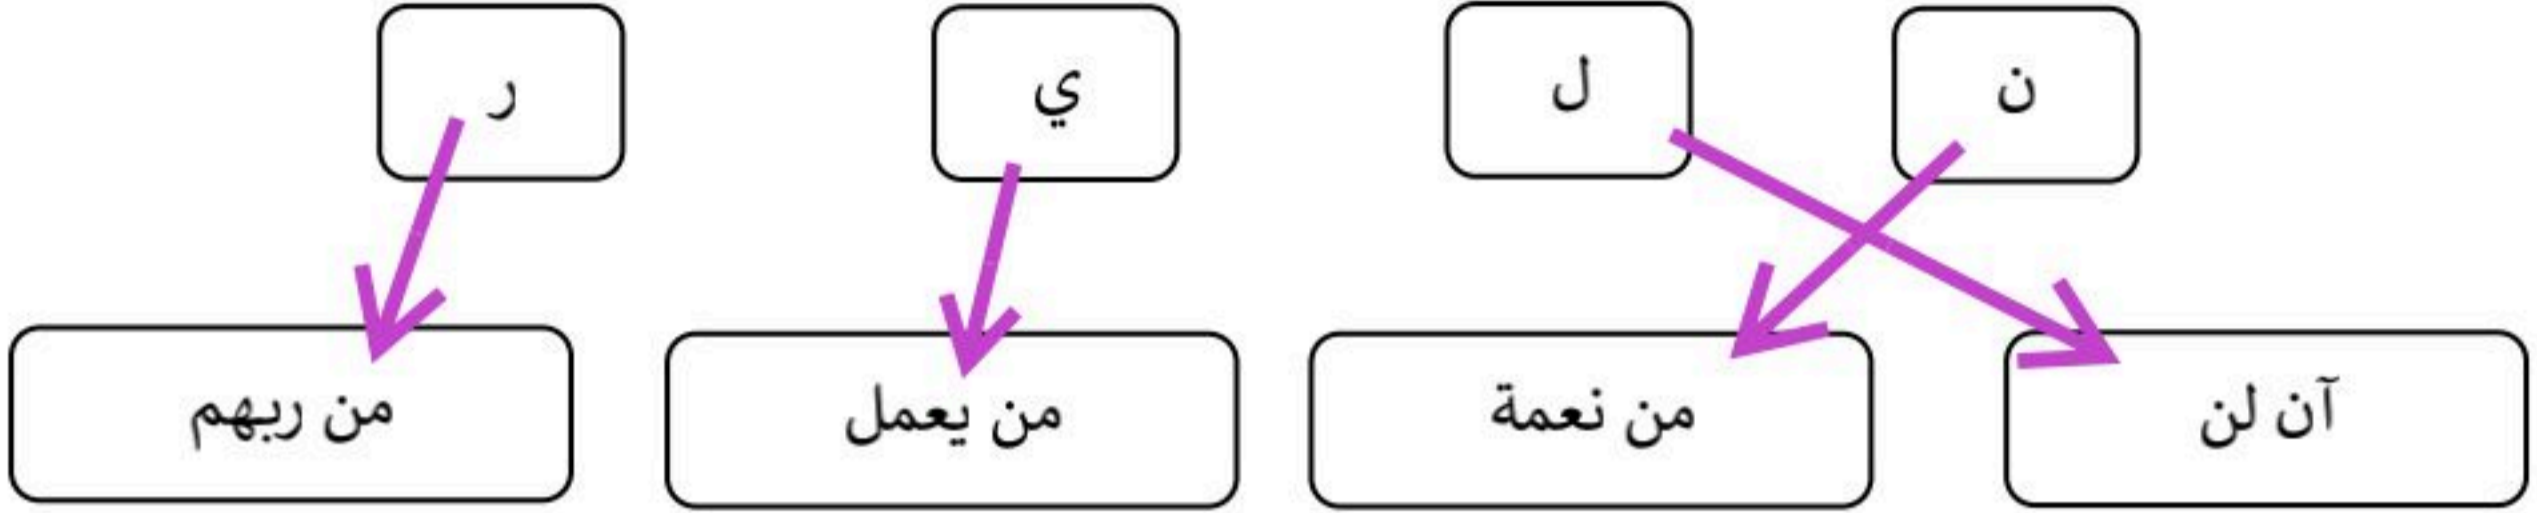 ن
ل
ي
ر
آن لن
من نعمة
من يعمل
من ربهم